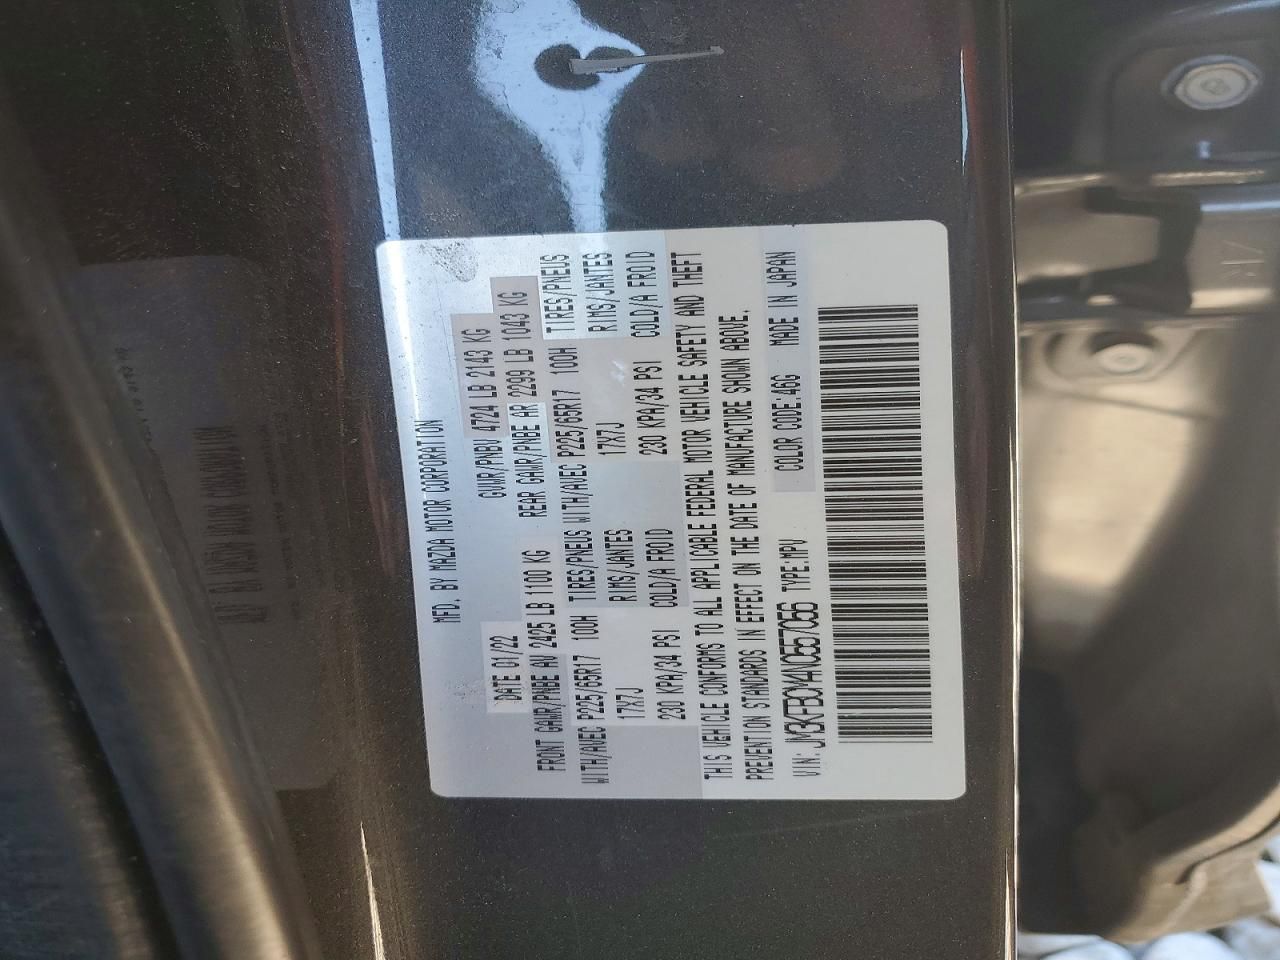 MFD. BY MAZDA MOTOR CORPORATION
DATE 01/22 GVWR/PNBV 4724 LB 2143 KG
FRONT GAWR/PNBE AV 2425 LB 1100 KG REAR GAWR/PNBE AR 2299 LB 1043 KG
WITH/AVEC P225/65R17 100H TIRES/PNEUS WITH/AVEC P225/65R17 100H TIRES/PNEUS
17X7J RIMS/JANTES 17X7J RIMS/JANTES
230 KPA/34 PSI COLD/A FROID 230 KPA/34 PSI COLD/A FROID
THIS VEHICLE CONFORMS TO ALL APPLICABLE FEDERAL MOTOR VEHICLE SAFETY AND THEFT
PREVENTION STANDARDS IN EFFECT ON THE DATE OF MANUFACTURE SHOWN ABOVE.
VIN: JM3KFBCY4N0557056 TYPE:MPV COLOR CODE:46G MADE IN JAPAN